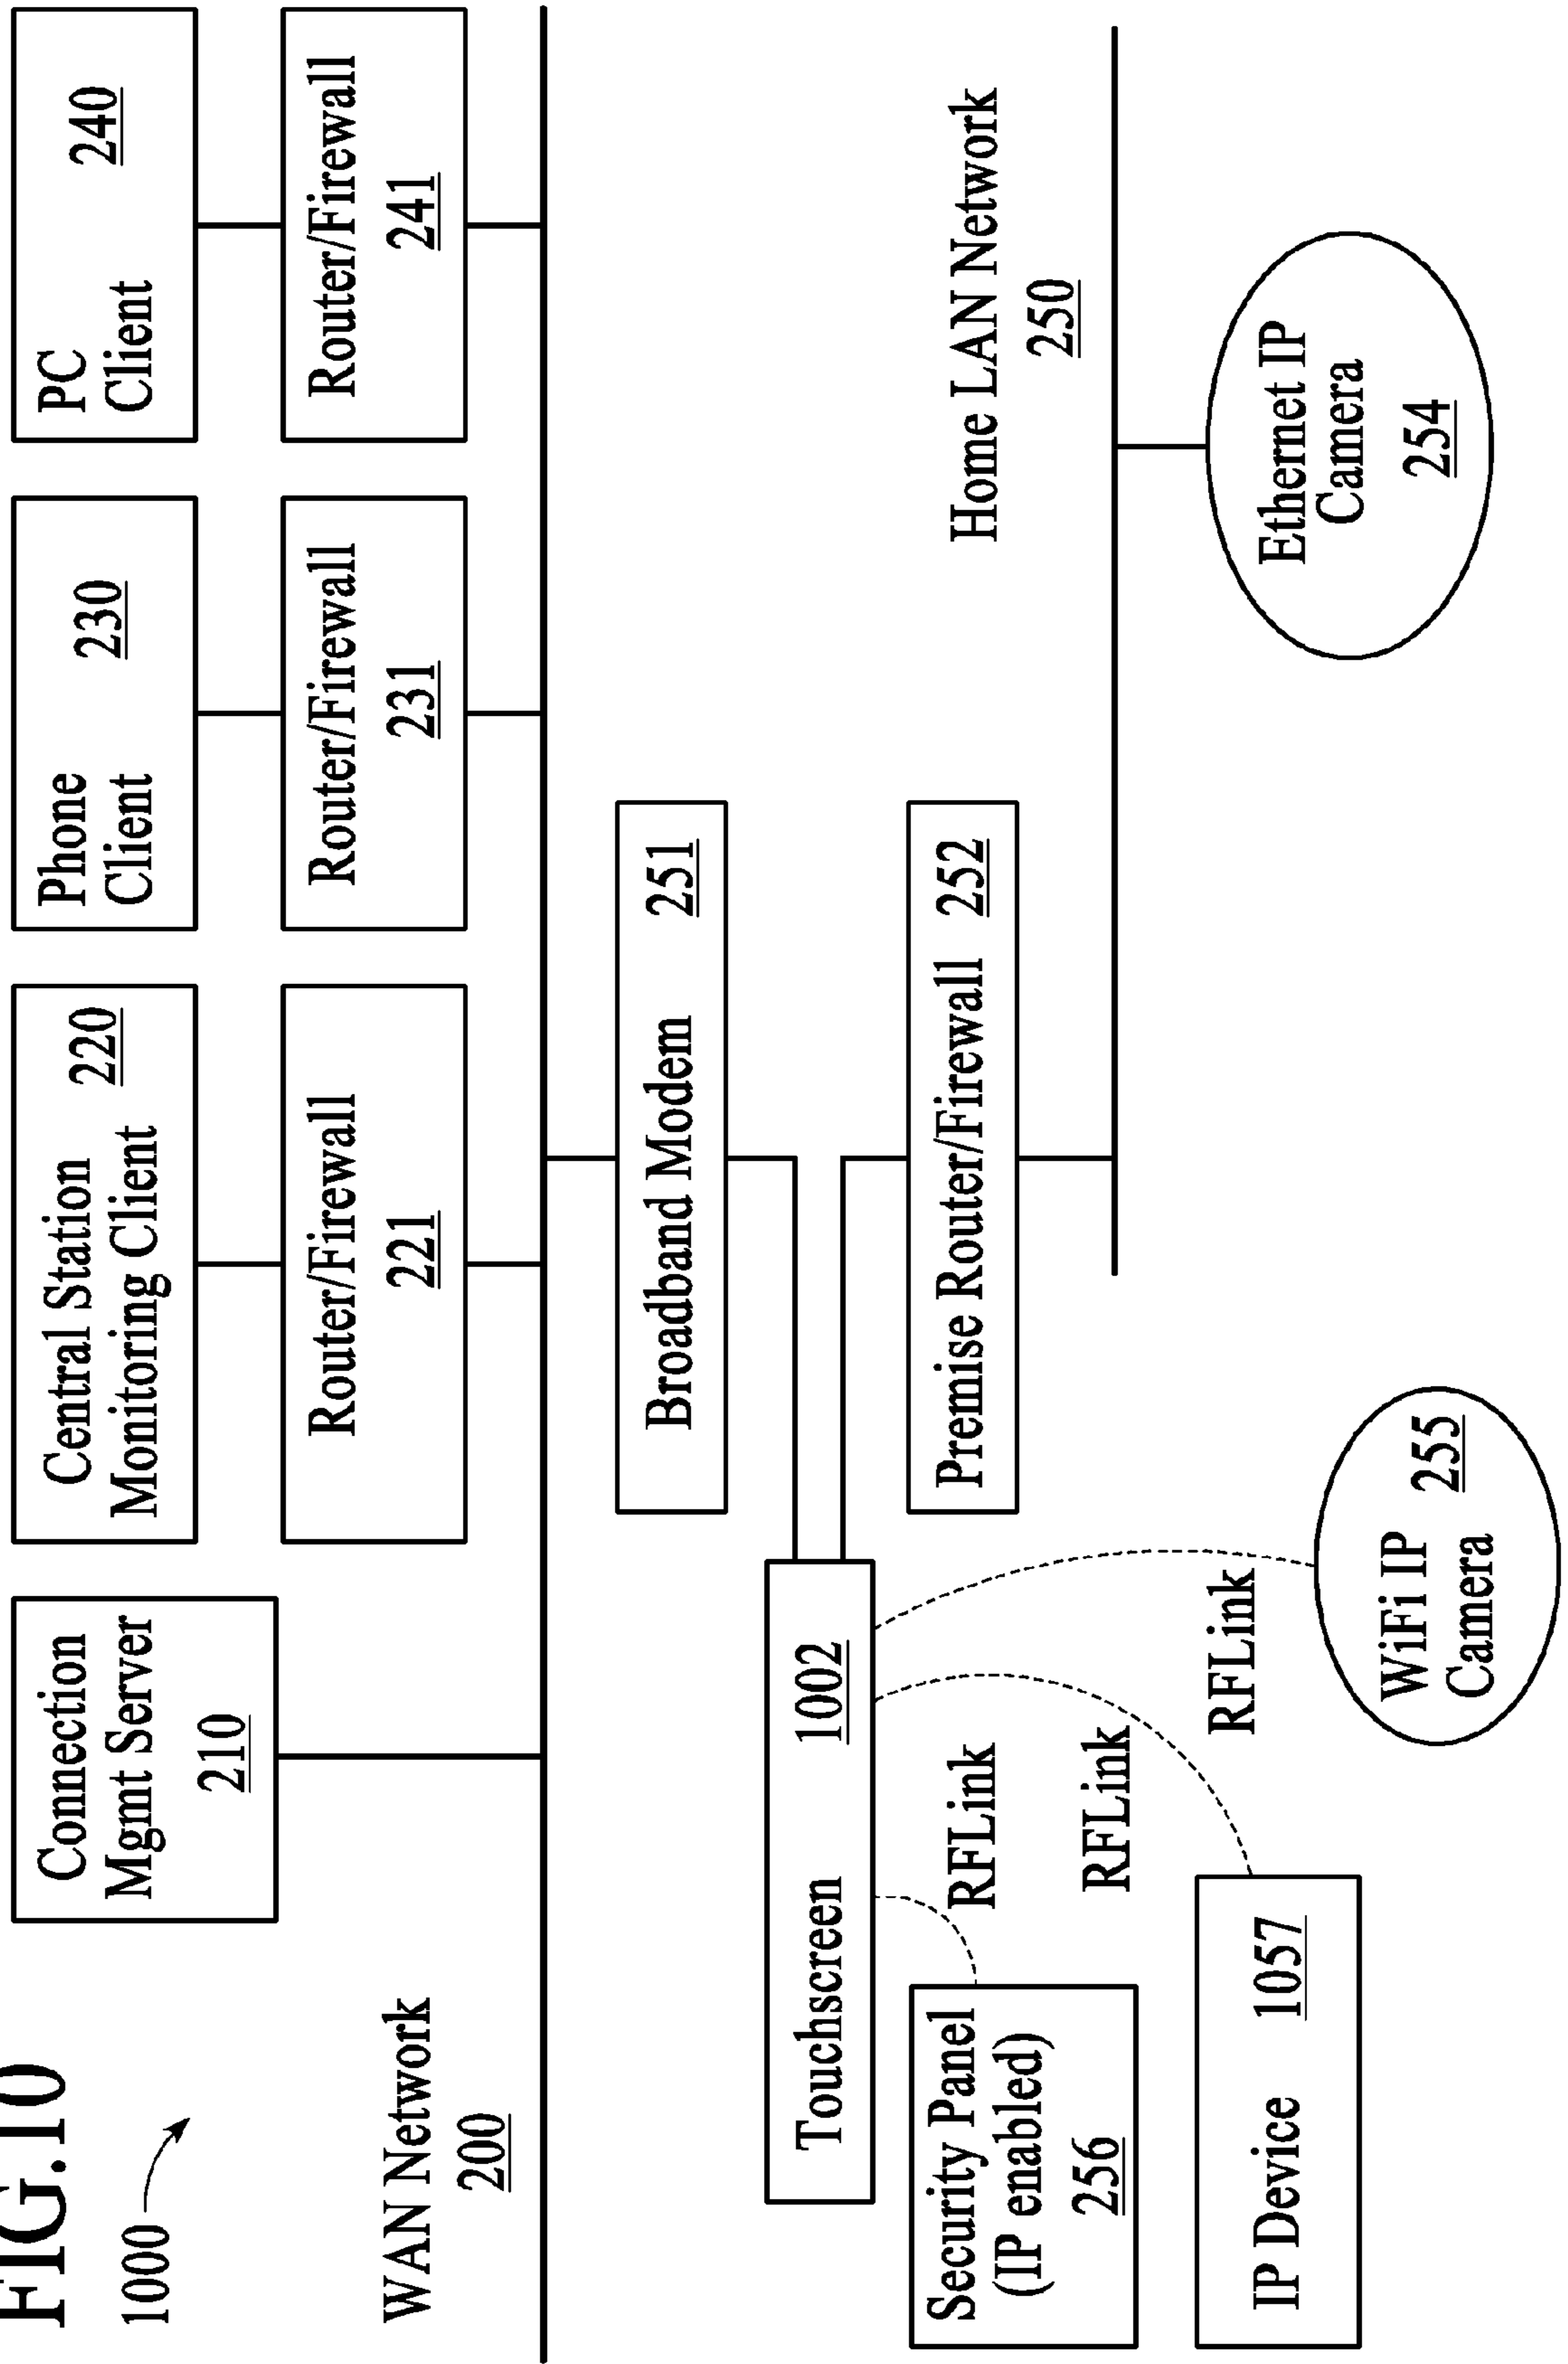 FIG.10
1000
Connection
Mgmt Server
210
Central Station
Monitoring Client
220
Phone
Client
230
PC
Client
240
Router/Firewall
221
Router/Firewall
231
Router/Firewall
241
WAN Network
200
Broadband Modem 251
Touchscreen 1002
Premise Router/Firewall 252
Home LAN Network
250
Security Panel
(IP enabled)
256
RFLink
RFLink
RFLink
IP Device 1057
WiFi IP
Camera
255
Ethernet IP
Camera
254